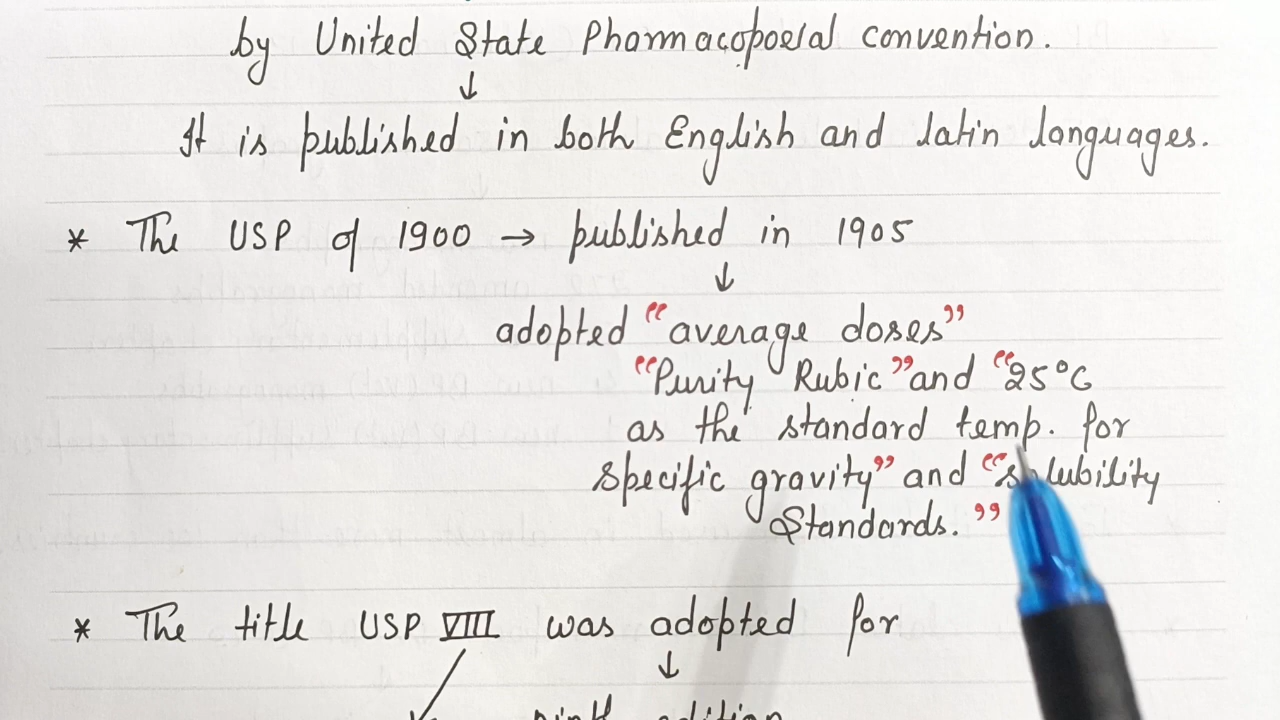 by United State Pharmacopoeial convention.
↓
It is published in both English and latin languages.
* The USP of 1900 → published in 1905
↓
adopted "average doses"
"Purity Rubic" and "25°C
as the standard temp. for
specific gravity" and "solubility
Standards."
* The title USP VIII was adopted for
↓
ninth edition